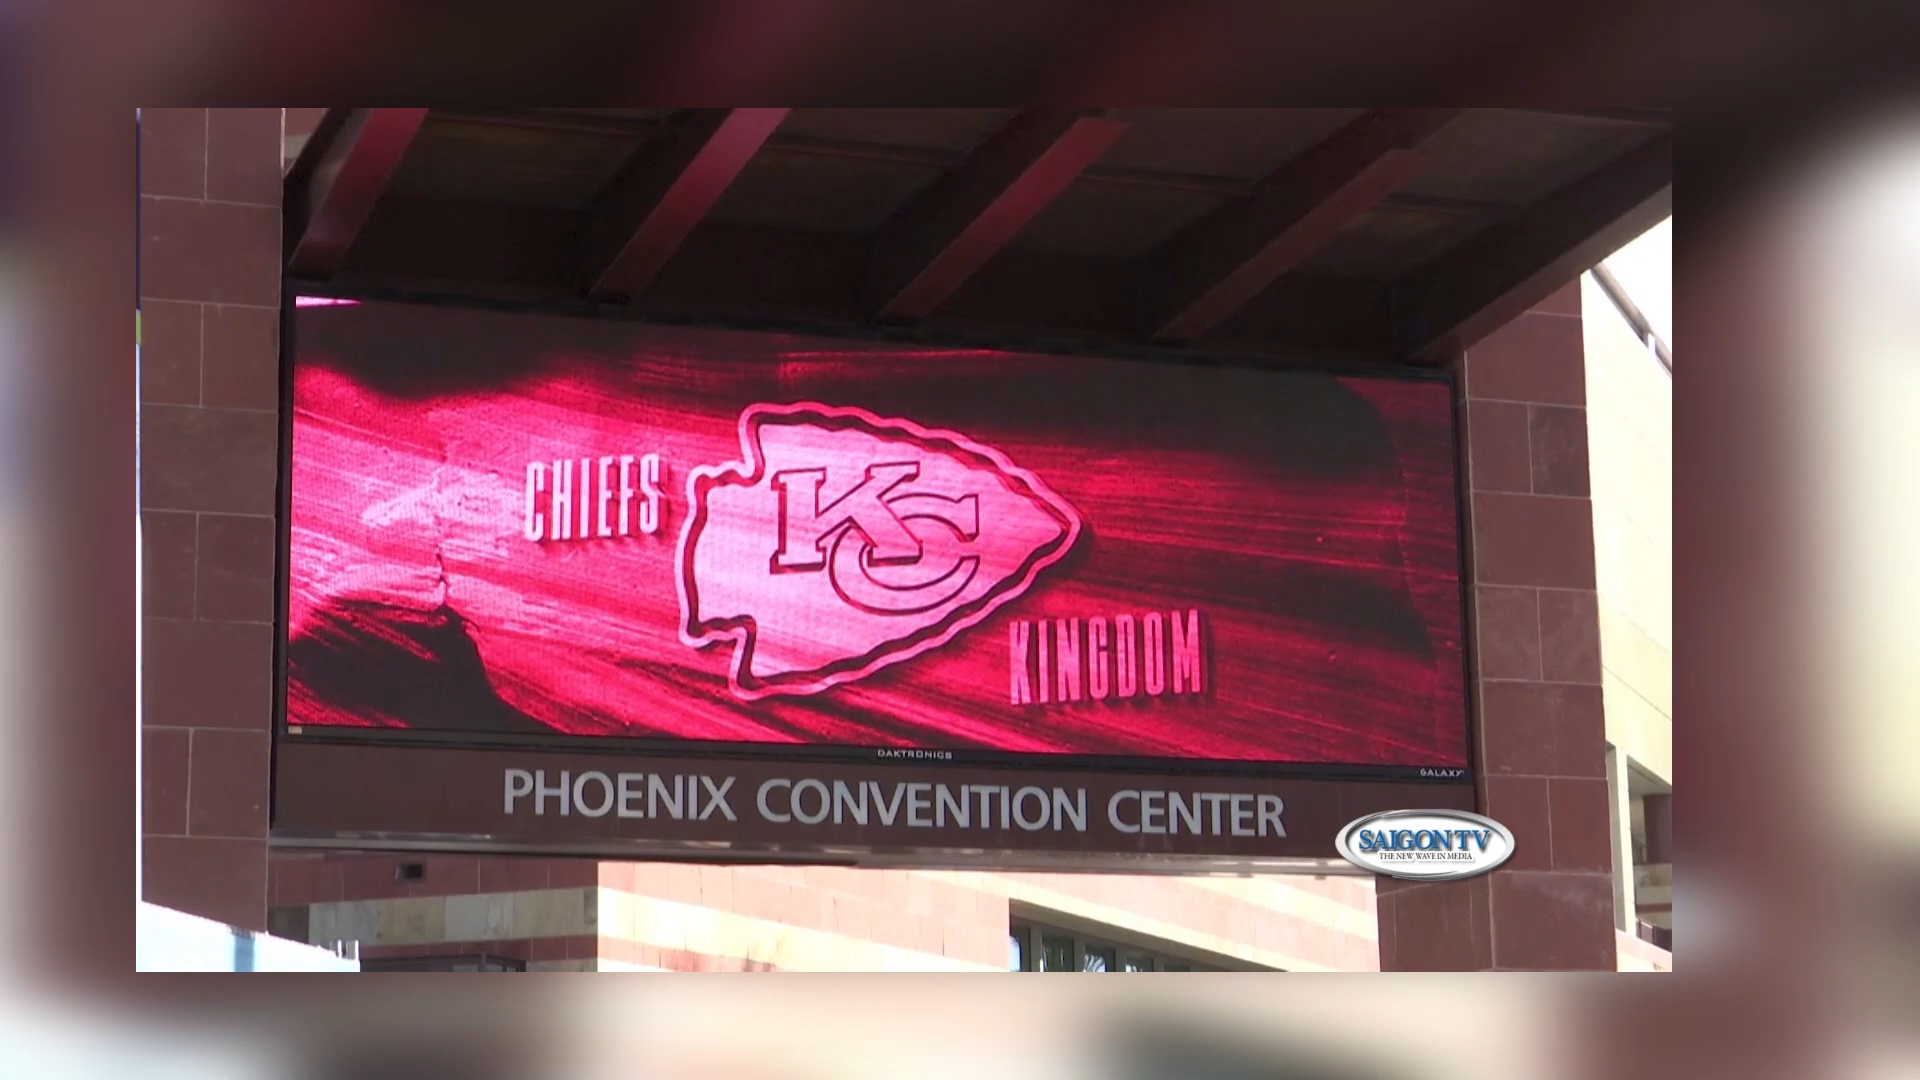 CHIEFS
KC
KINGDOM
DAKTRONICS
GALAXY
PHOENIX CONVENTION CENTER
SAIGON TV
THE NEW WAVE IN MEDIA